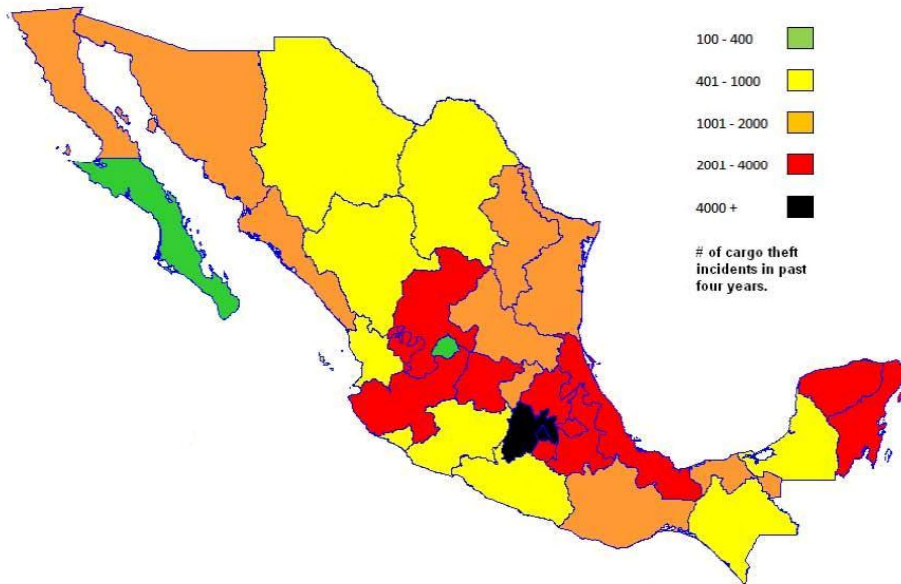 100 - 400
401 - 1000
1001 - 2000
2001 - 4000
4000 +
# of cargo theft
incidents in past
four years.